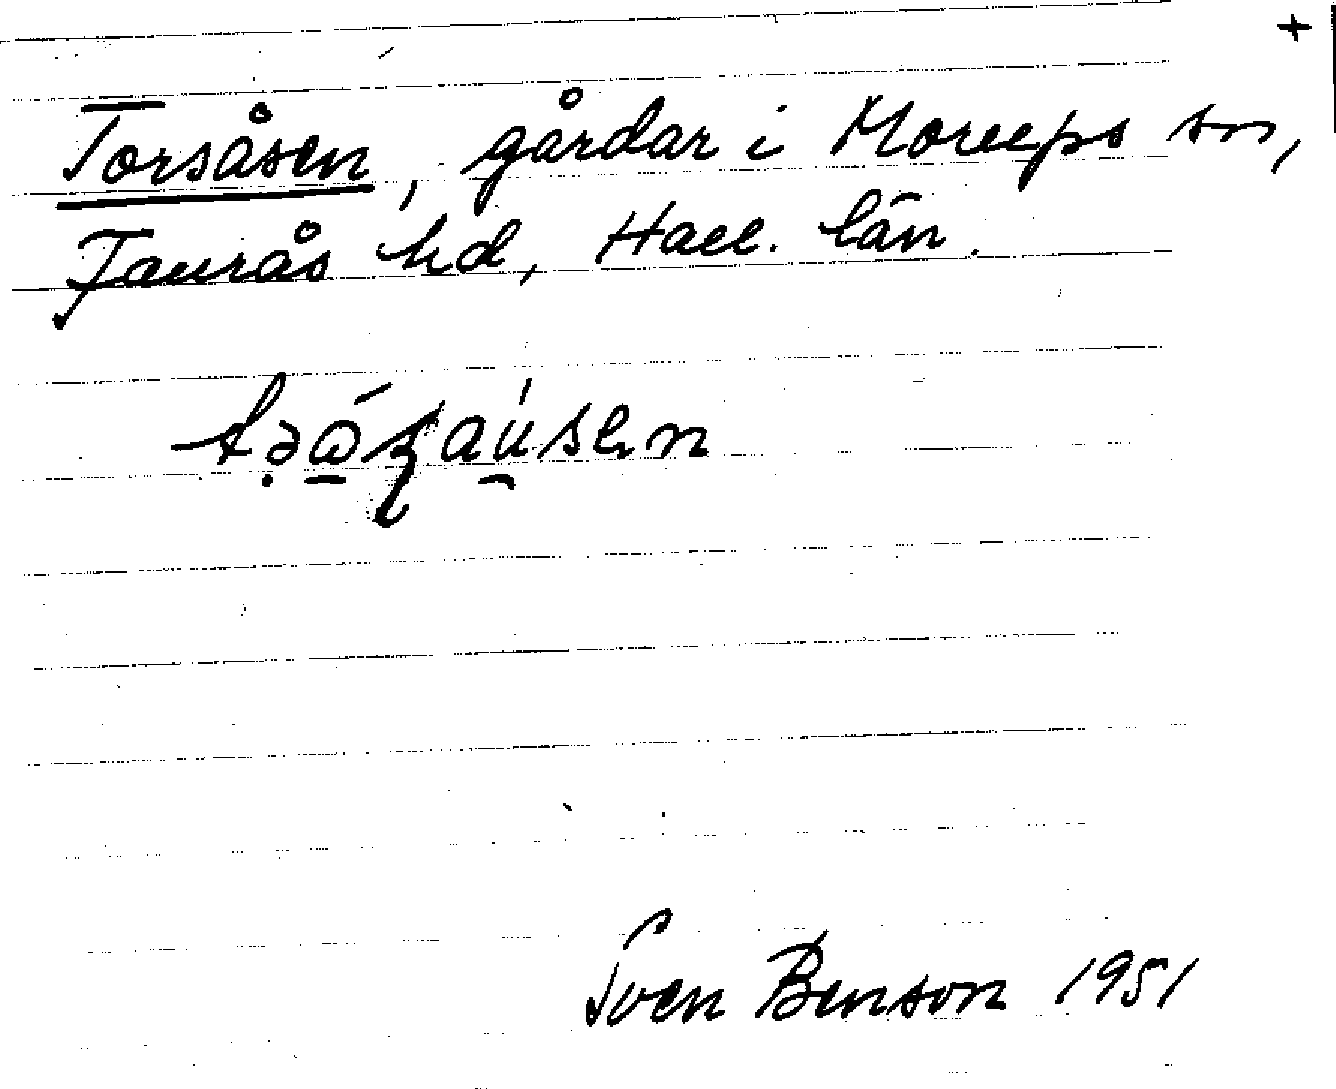 +
Torsåsen, gårdar i Morups sn,
Faurås hd, Hall. län.
Sven Benson 1951